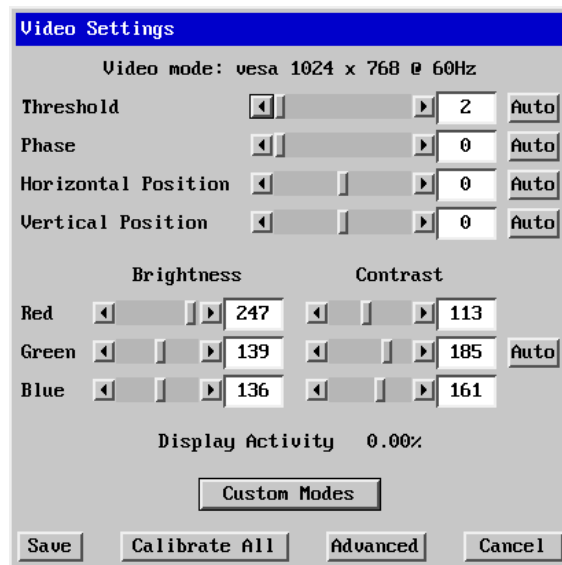 Video Settings
Video mode: vesa 1024 x 768 @ 60Hz
Threshold 2 Auto
Phase 0 Auto
Horizontal Position 0 Auto
Vertical Position 0 Auto
Brightness Contrast
Red 247 113
Green 139 185 Auto
Blue 136 161
Display Activity 0.00%
Custom Modes
Save Calibrate All Advanced Cancel